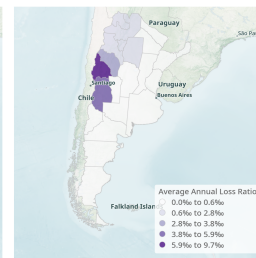 Paraguay
São Pa
Santiago
Uruguay
Buenos Aires
Chile
Average Annual Loss Ratio
0.0‰ to 0.6‰
Falkland Islan
0.6‰ to 2.8‰
2.8‰ to 3.8‰
3.8‰ to 5.9‰
5.9‰ to 9.7‰